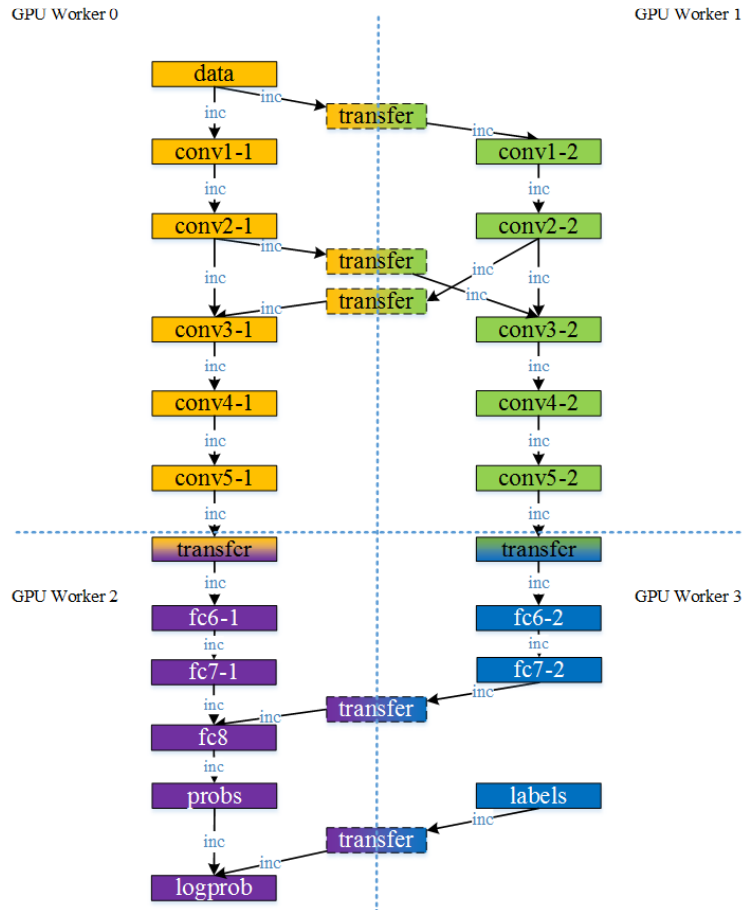 GPU Worker 0
GPU Worker 1
data
inc
inc
transfer
inc
conv1-1
conv1-2
inc
inc
conv2-1
conv2-2
inc
transfer
inc
inc
inc
inc
transfer
inc
conv3-1
conv3-2
inc
inc
conv4-1
conv4-2
inc
inc
conv5-1
conv5-2
inc
inc
transfer
transfer
inc
inc
GPU Worker 2
GPU Worker 3
fc6-1
fc6-2
inc
inc
fc7-1
fc7-2
inc
inc
transfer
inc
fc8
inc
probs
labels
inc
transfer
inc
inc
logprob